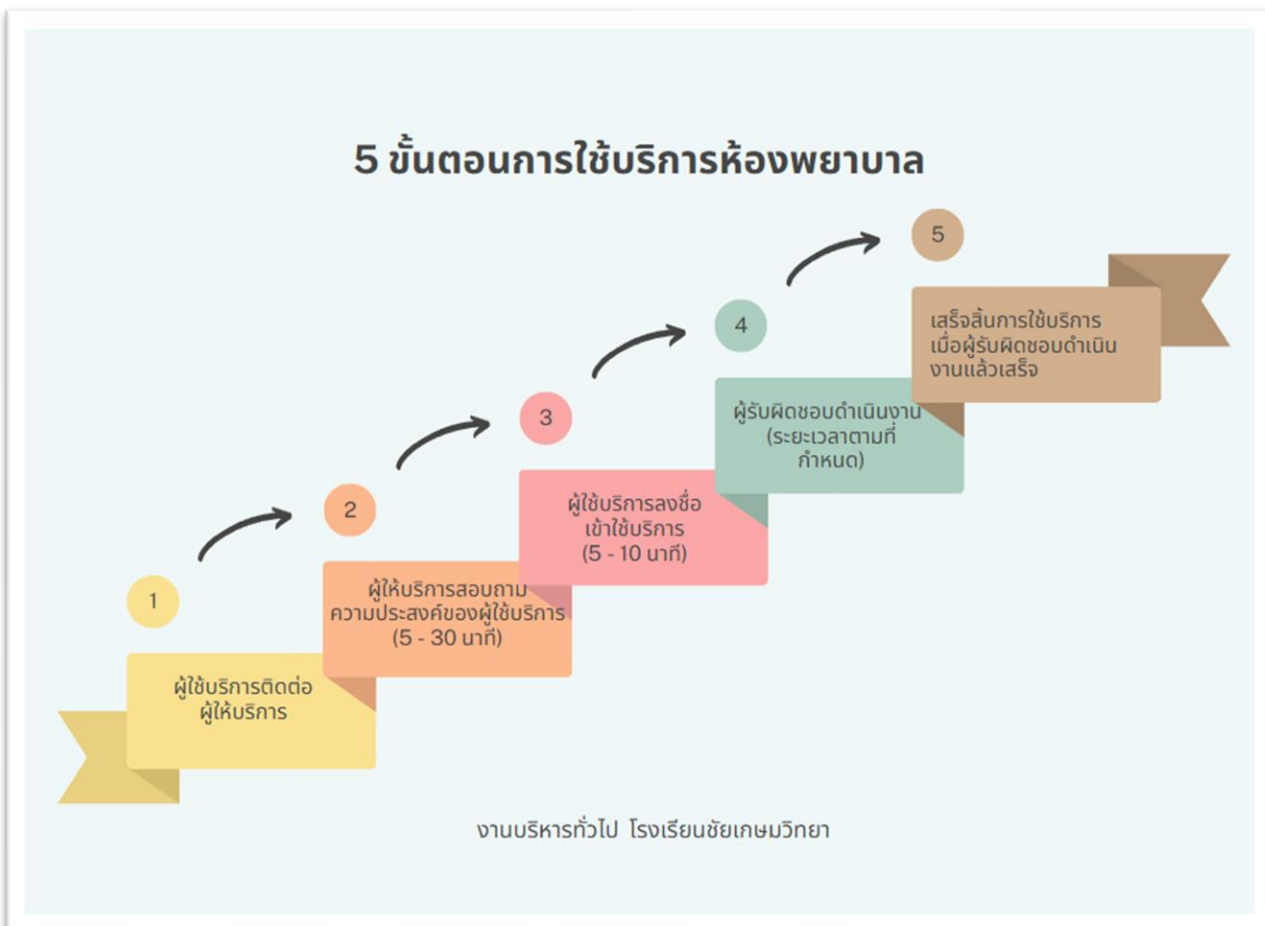 5 ขั้นตอนการใช้บริการห้องพยาบาล
1
ผู้ใช้บริการติดต่อ
ผู้ให้บริการ
2
ผู้ให้บริการสอบถาม
ความประสงค์ของผู้ใช้บริการ
(5 - 30 นาที)
3
ผู้ใช้บริการลงชื่อ
เข้าใช้บริการ
(5 - 10 นาที)
4
ผู้รับผิดชอบดำเนินงาน
(ระยะเวลาตามที่
กำหนด)
5
เสร็จสิ้นการใช้บริการ
เมื่อผู้รับผิดชอบดำเนิน
งานแล้วเสร็จ
งานบริหารทั่วไป โรงเรียนชัยเกษมวิทยา